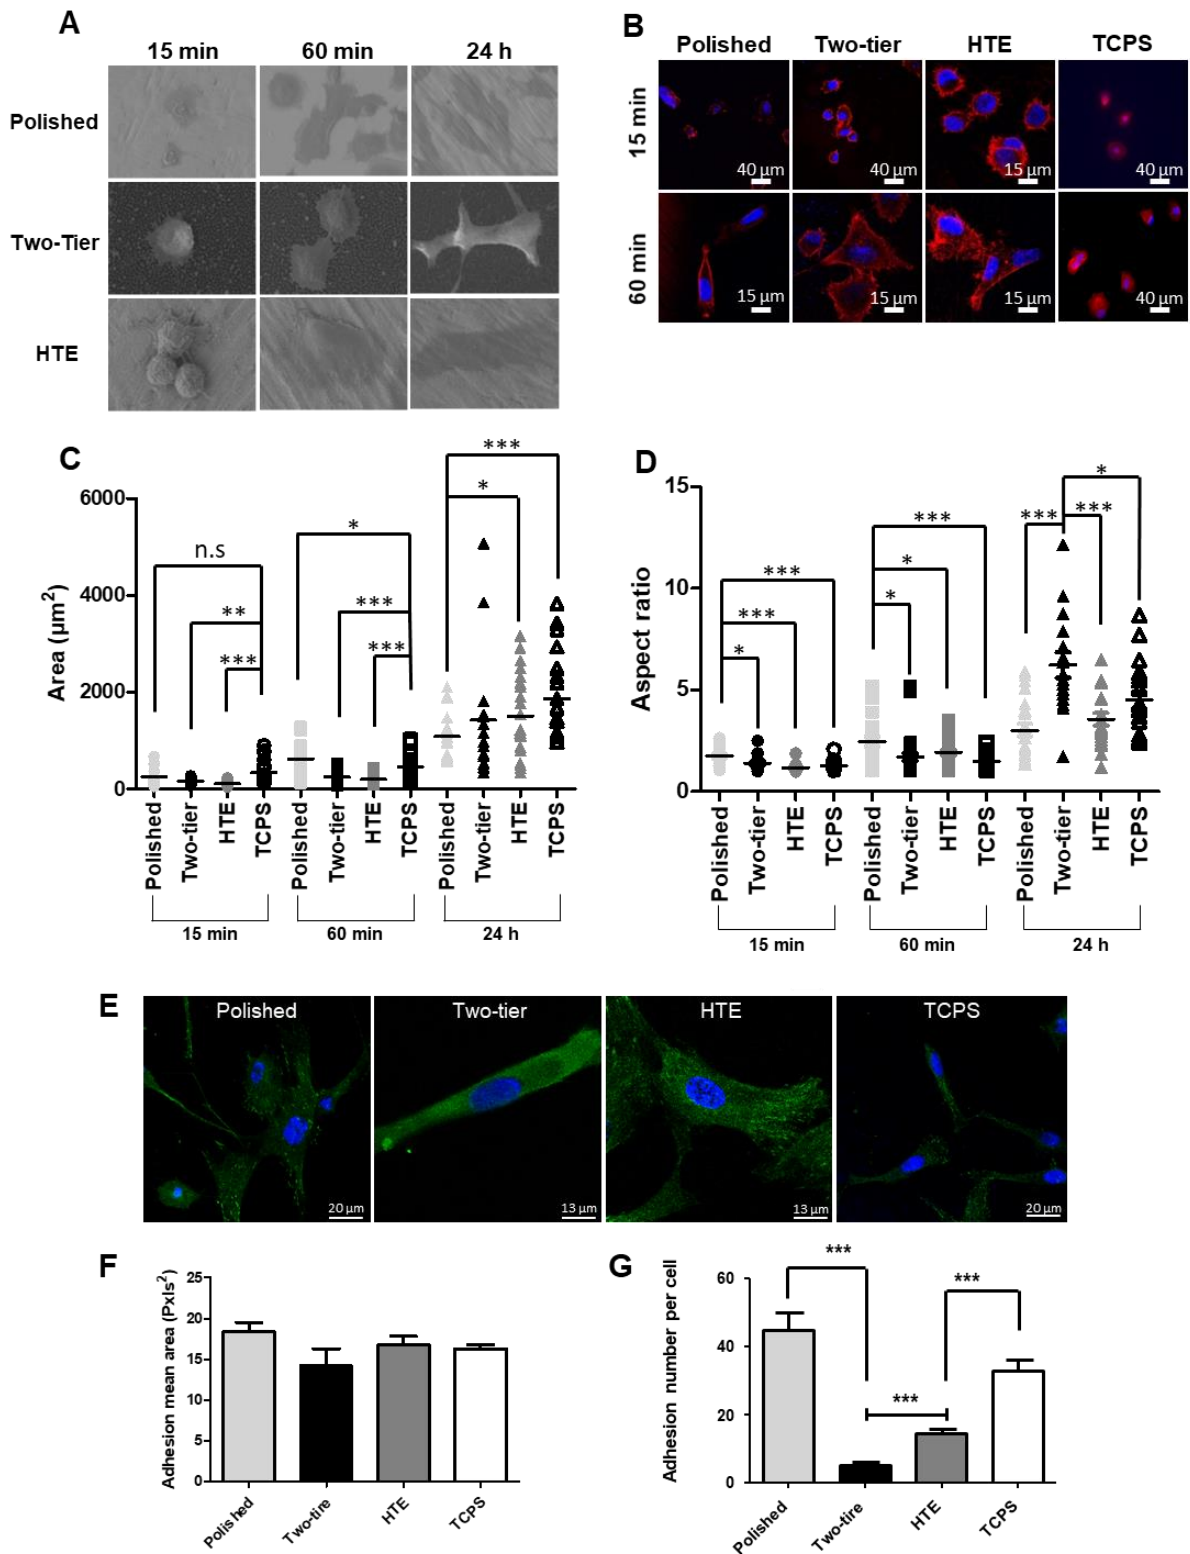 A
15 min
60 min
24 h
Polished
Two-Tier
HTE
B
Polished
Two-tier
HTE
TCPS
15 min
40 µm
40 µm
15 µm
40 µm
60 min
15 µm
15 µm
15 µm
40 µm
C
Area (µm²)
6000
4000
2000
0
n.s
**
***
*
***
***
***
*
Polished
Two-tier
HTE
TCPS
Polished
Two-tier
HTE
TCPS
Polished
Two-tier
HTE
TCPS
15 min
60 min
24 h
D
Aspect ratio
15
10
5
0
***
***
*
***
*
*
*
***
***
Polished
Two-tier
HTE
TCPS
Polished
Two-tier
HTE
TCPS
Polished
Two-tier
HTE
TCPS
15 min
60 min
24 h
E
Polished
Two-tier
HTE
TCPS
20 µm
13 µm
13 µm
20 µm
F
Adhesion mean area (Pxls²)
25
20
15
10
5
0
Polished
Two-tire
HTE
TCPS
G
Adhesion number per cell
60
40
20
0
***
***
***
Polished
Two-tire
HTE
TCPS